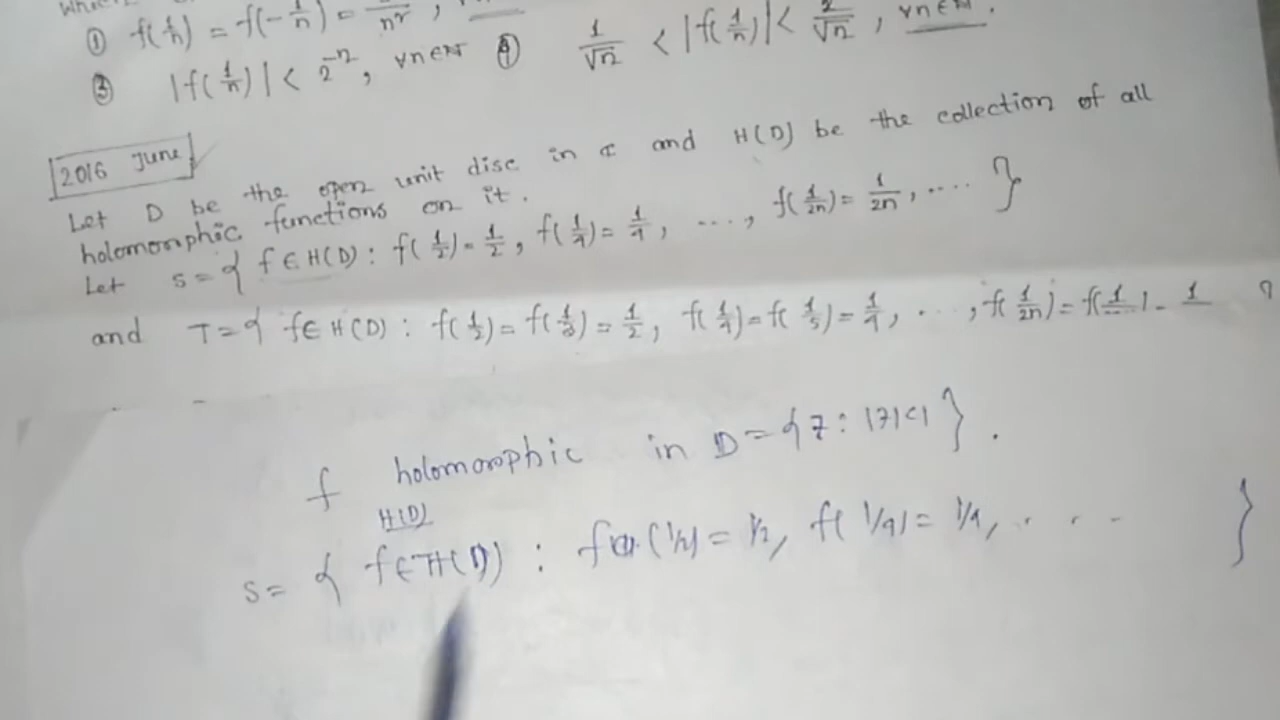 ① f(1/n) = f(-1/n) = 1/n²,
③ |f(1/n)| < 2⁻ⁿ, ∀n∈ℕ ④ 1/√n < |f(1/n)| < 2/√n, ∀n∈ℕ.
2016 June
Let D be the open unit disc in ℂ and H(D) be the collection of all
holomorphic functions on it.
Let S = { f∈H(D) : f(1/2) = 1/2, f(1/4) = 1/4, ...., f(1/2n) = 1/2n, .... }
and T = { f∈H(D) : f(1/2) = f(1/3) = 1/2, f(1/4) = f(1/5) = 1/4, ..., f(1/2n) = f(1
f holomorphic in D = { z : |z|<1 }.
H(D)
S = { f∈H(D) : f(1/2) = 1/2, f(1/4) = 1/4, ... }